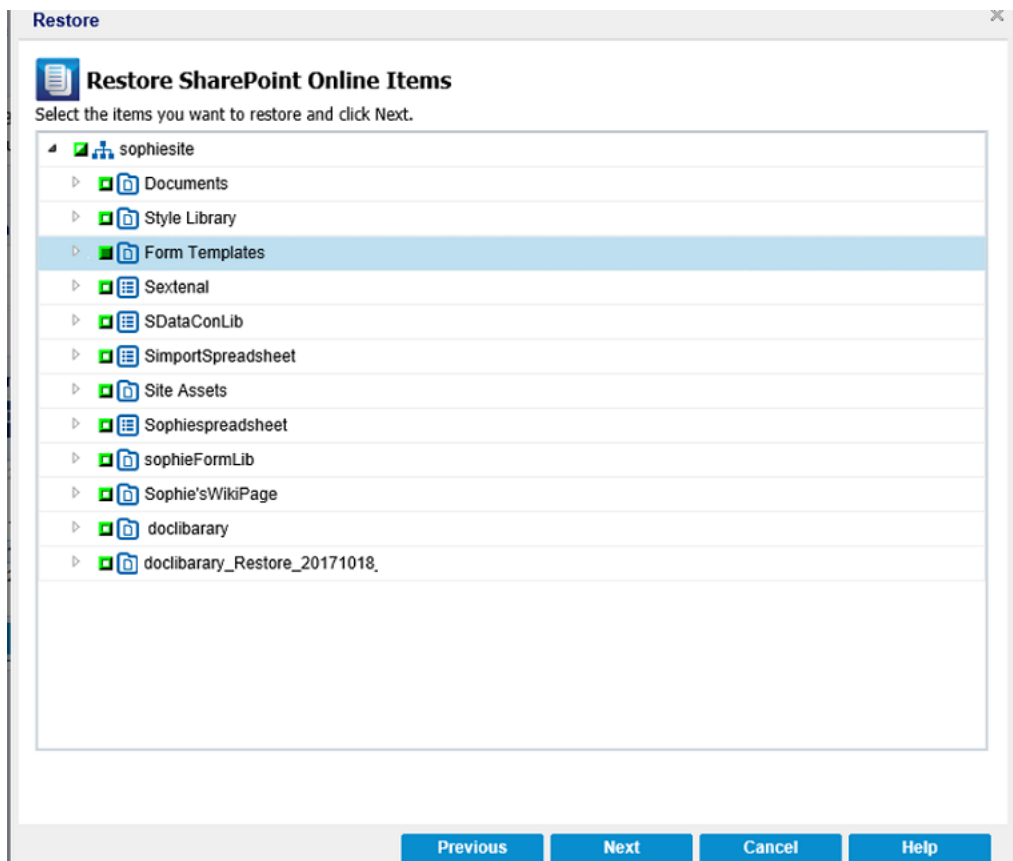 Restore
Restore SharePoint Online Items
Select the items you want to restore and click Next.
sophiesite
Documents
Style Library
Form Templates
Sextenal
SDataConLib
SimportSpreadsheet
Site Assets
Sophiespreadsheet
sophieFormLib
Sophie'sWikiPage
doclibarary
doclibarary_Restore_20171018_
Previous Next Cancel Help